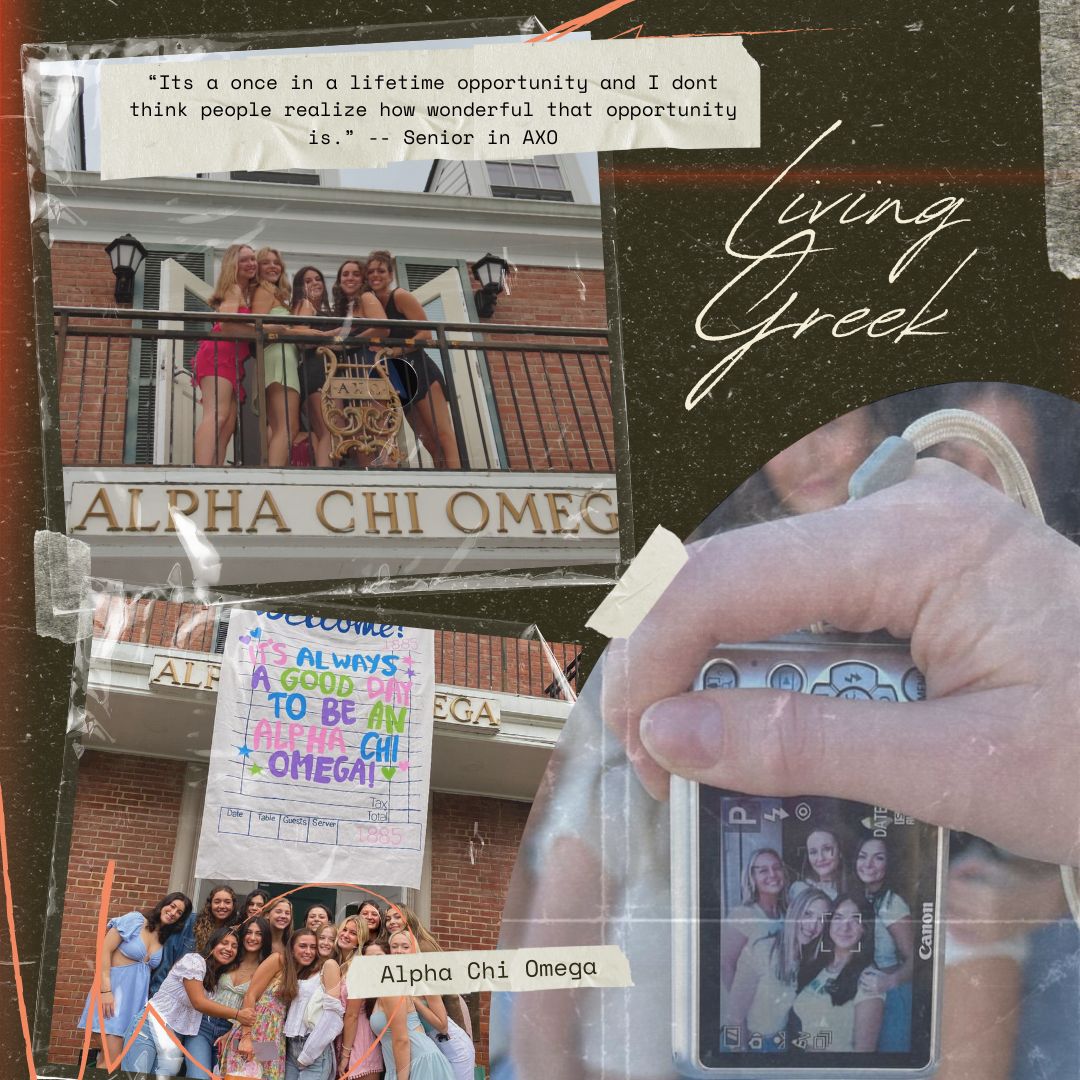 “Its a once in a lifetime opportunity and I dont
think people realize how wonderful that opportunity
is.” -- Senior in AXO
Living
Greek
AXO
ALPHA CHI OMEG
Welcome!
1885
IT'S ALWAYS
A GOOD DAY
TO BE AN
ALPHA CHI
OMEGA!
Tax
Total
Date Table Guests Server
1885
ALP
EGA
Alpha Chi Omega
MENU
P
DATE
Canon